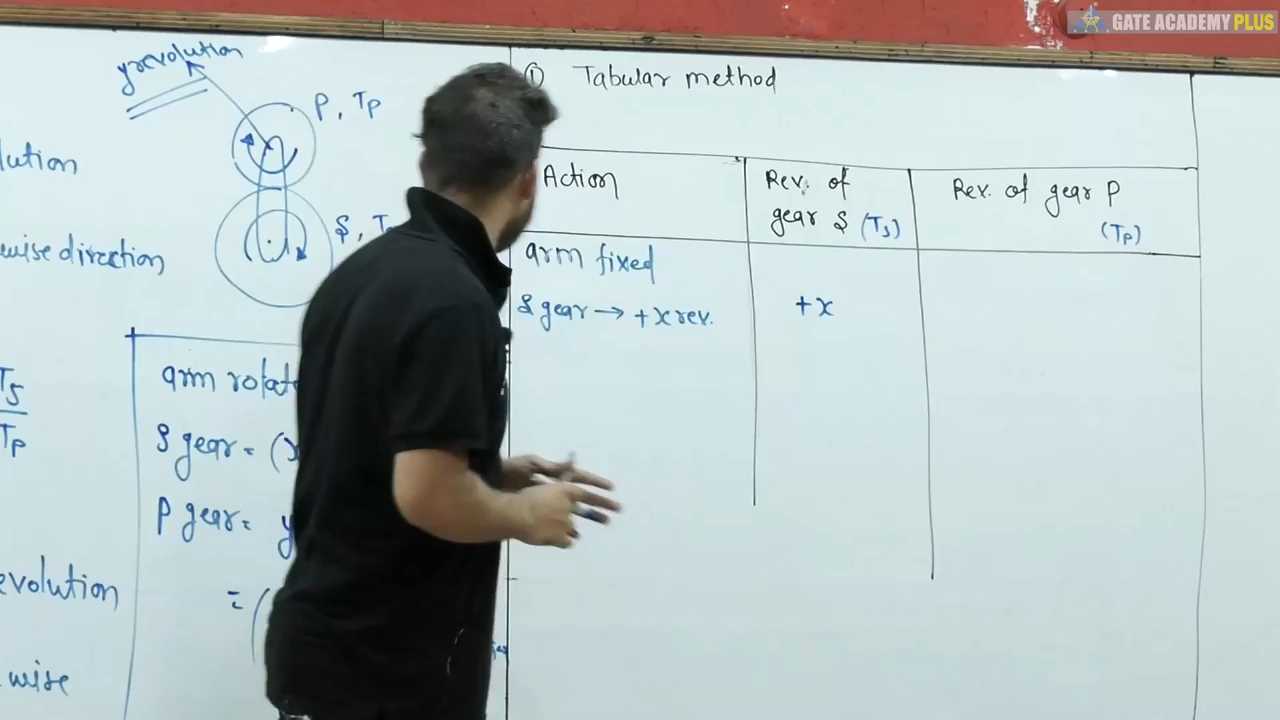 GATE ACADEMY PLUS
y revolution
P, TP
lution
S, T
wise direction
TS
TP
arm rotate
S gear = (x
P gear = y
evolution
= (
wise
① Tabular method
Action
Rev. of gear S (TS)
Rev. of gear P (TP)
arm fixed
S gear → +x rev.
+x